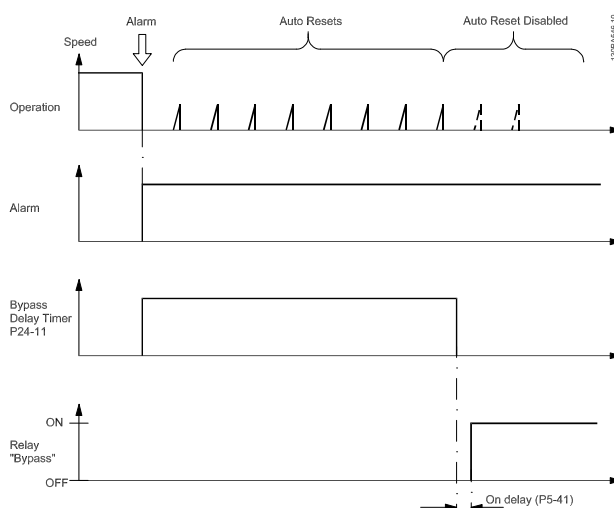 Alarm
Auto Resets
Auto Reset Disabled
Speed
Operation
Alarm
Bypass
Delay Timer
P24-11
ON
Relay
"Bypass"
OFF
On delay (P5-41)